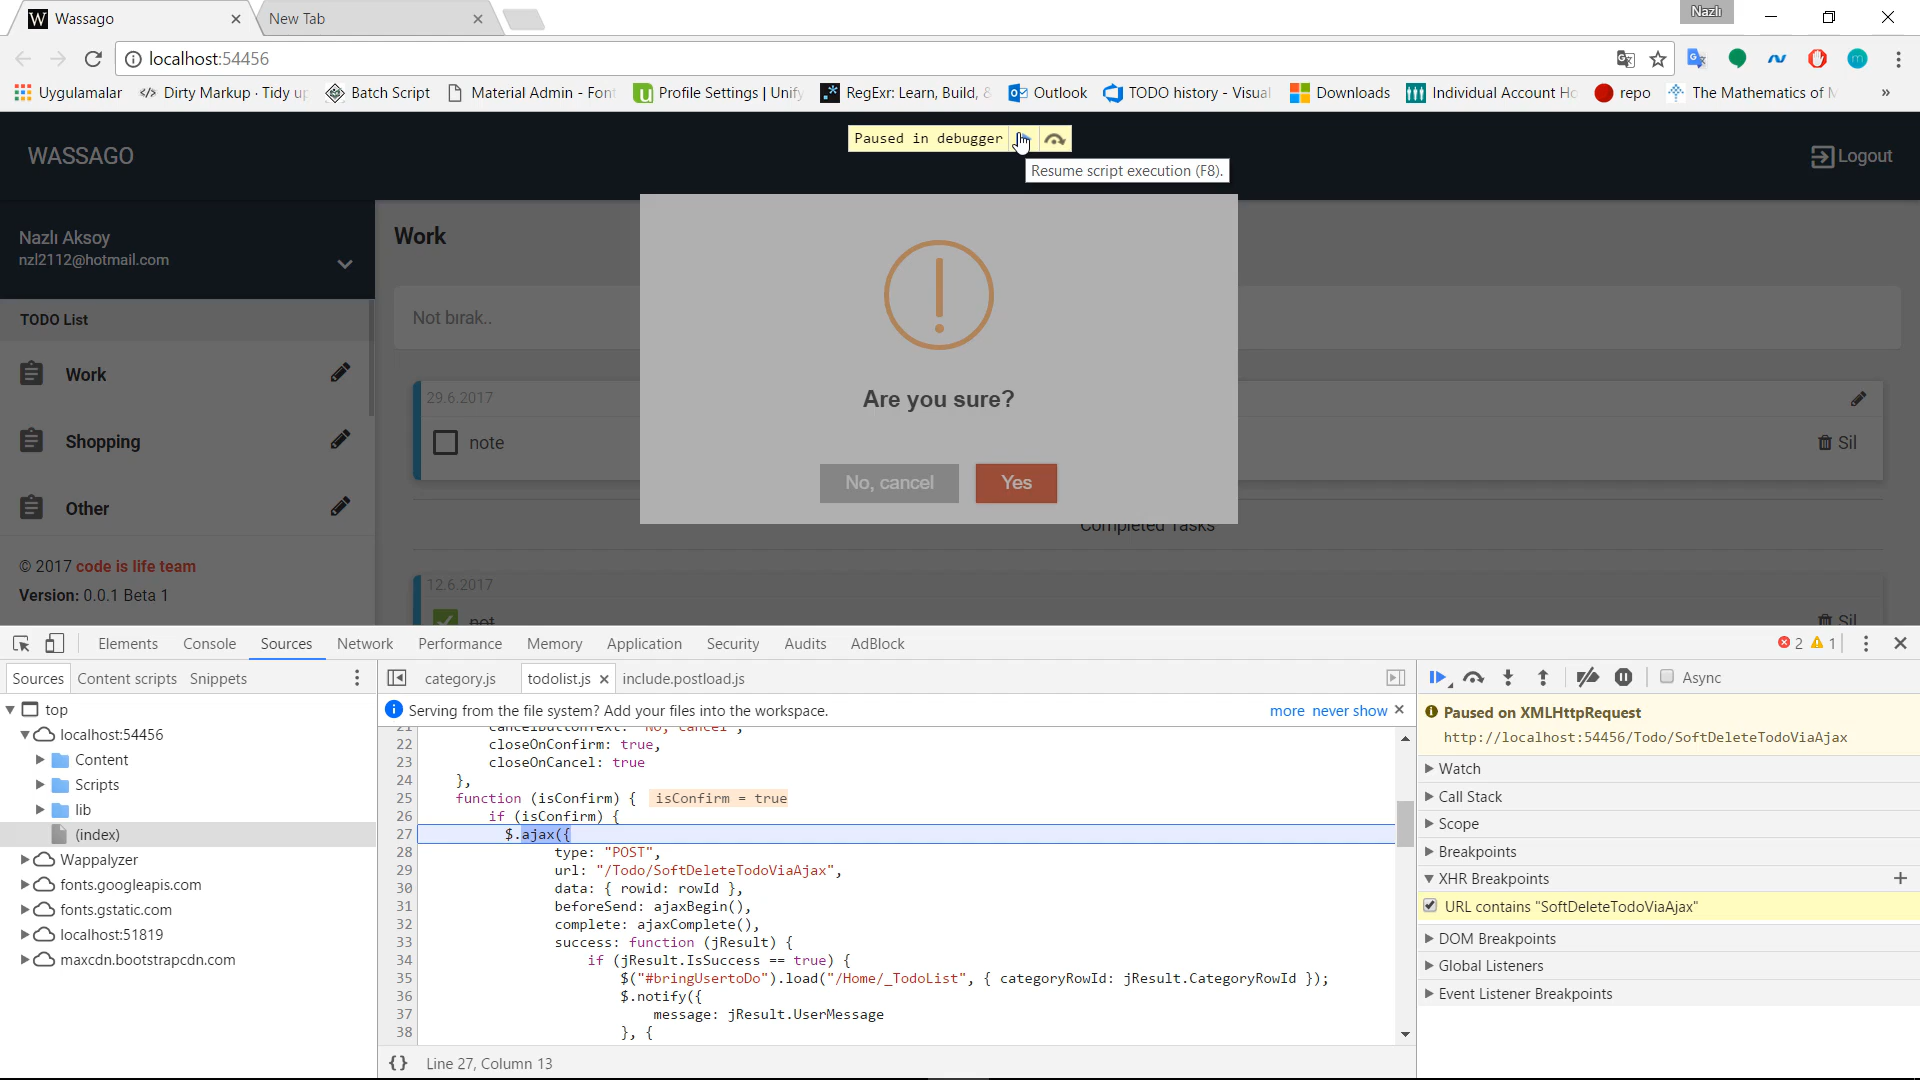 Wassago
New Tab
Nazlı
localhost:54456
Uygulamalar
Dirty Markup · Tidy up
Batch Script
Material Admin - Font
Profile Settings | Unify
RegExr: Learn, Build, &
Outlook
TODO history - Visual
Downloads
Individual Account Ho
repo
The Mathematics of M
»
WASSAGO
Paused in debugger
Resume script execution (F8).
Logout
Nazlı Aksoy
nzl2112@hotmail.com
TODO List
Work
Shopping
Other
© 2017 code is life team
Version: 0.0.1 Beta 1
Work
Not bırak..
29.6.2017
note
Sil
Are you sure?
No, cancel
Yes
Completed Tasks
12.6.2017
not
Sil
Elements
Console
Sources
Network
Performance
Memory
Application
Security
Audits
AdBlock
2
1
Sources
Content scripts
Snippets
top
localhost:54456
Content
Scripts
lib
(index)
Wappalyzer
fonts.googleapis.com
fonts.gstatic.com
localhost:51819
maxcdn.bootstrapcdn.com
category.js
todolist.js
include.postload.js
Serving from the file system? Add your files into the workspace.
more never show
21 cancelButtonText: "No, cancel",
22 closeOnConfirm: true,
23 closeOnCancel: true
24 },
25 function (isConfirm) { isConfirm = true
26 if (isConfirm) {
27 $.ajax({
28 type: "POST",
29 url: "/Todo/SoftDeleteTodoViaAjax",
30 data: { rowid: rowId },
31 beforeSend: ajaxBegin(),
32 complete: ajaxComplete(),
33 success: function (jResult) {
34 if (jResult.IsSuccess == true) {
35 $("#bringUsertoDo").load("/Home/_TodoList", { categoryRowId: jResult.CategoryRowId });
36 $.notify({
37 message: jResult.UserMessage
38 }, {
{} Line 27, Column 13
Async
Paused on XMLHttpRequest
http://localhost:54456/Todo/SoftDeleteTodoViaAjax
Watch
Call Stack
Scope
Breakpoints
XHR Breakpoints
URL contains "SoftDeleteTodoViaAjax"
DOM Breakpoints
Global Listeners
Event Listener Breakpoints